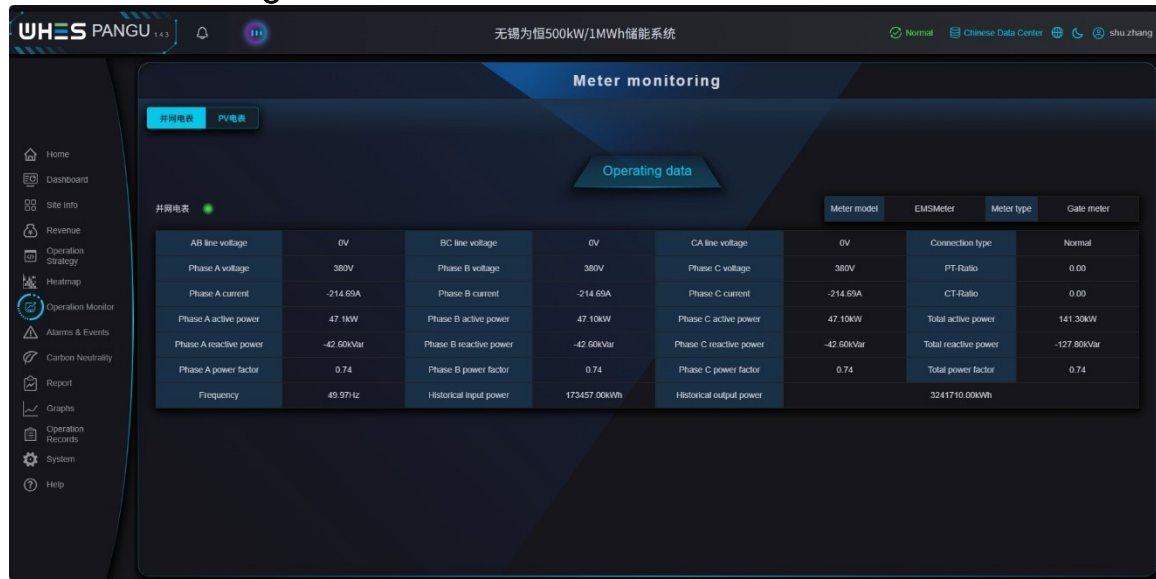 WHES PANGU 1.4.3
无锡为恒500kW/1MWh储能系统
Normal
Chinese Data Center
shu.zhang
Meter monitoring
并网电表 PV电表
Home
Dashboard
Site Info
Revenue
Operation
Strategy
Heatmap
Operation Monitor
Alarms & Events
Carbon Neutrality
Report
Graphs
Operation
Records
System
Help
Operating data
并网电表
Meter model EMSMeter Meter type Gate meter
AB line voltage 0V BC line voltage 0V CA line voltage 0V Connection type Normal
Phase A voltage 380V Phase B voltage 380V Phase C voltage 380V PT-Ratio 0.00
Phase A current -214.69A Phase B current -214.69A Phase C current -214.69A CT-Ratio 0.00
Phase A active power 47.1kW Phase B active power 47.10kW Phase C active power 47.10kW Total active power 141.30kW
Phase A reactive power -42.60kVar Phase B reactive power -42.60kVar Phase C reactive power -42.60kVar Total reactive power -127.80kVar
Phase A power factor 0.74 Phase B power factor 0.74 Phase C power factor 0.74 Total power factor 0.74
Frequency 49.97Hz Historical input power 173457.00kWh Historical output power 3241710.00kWh